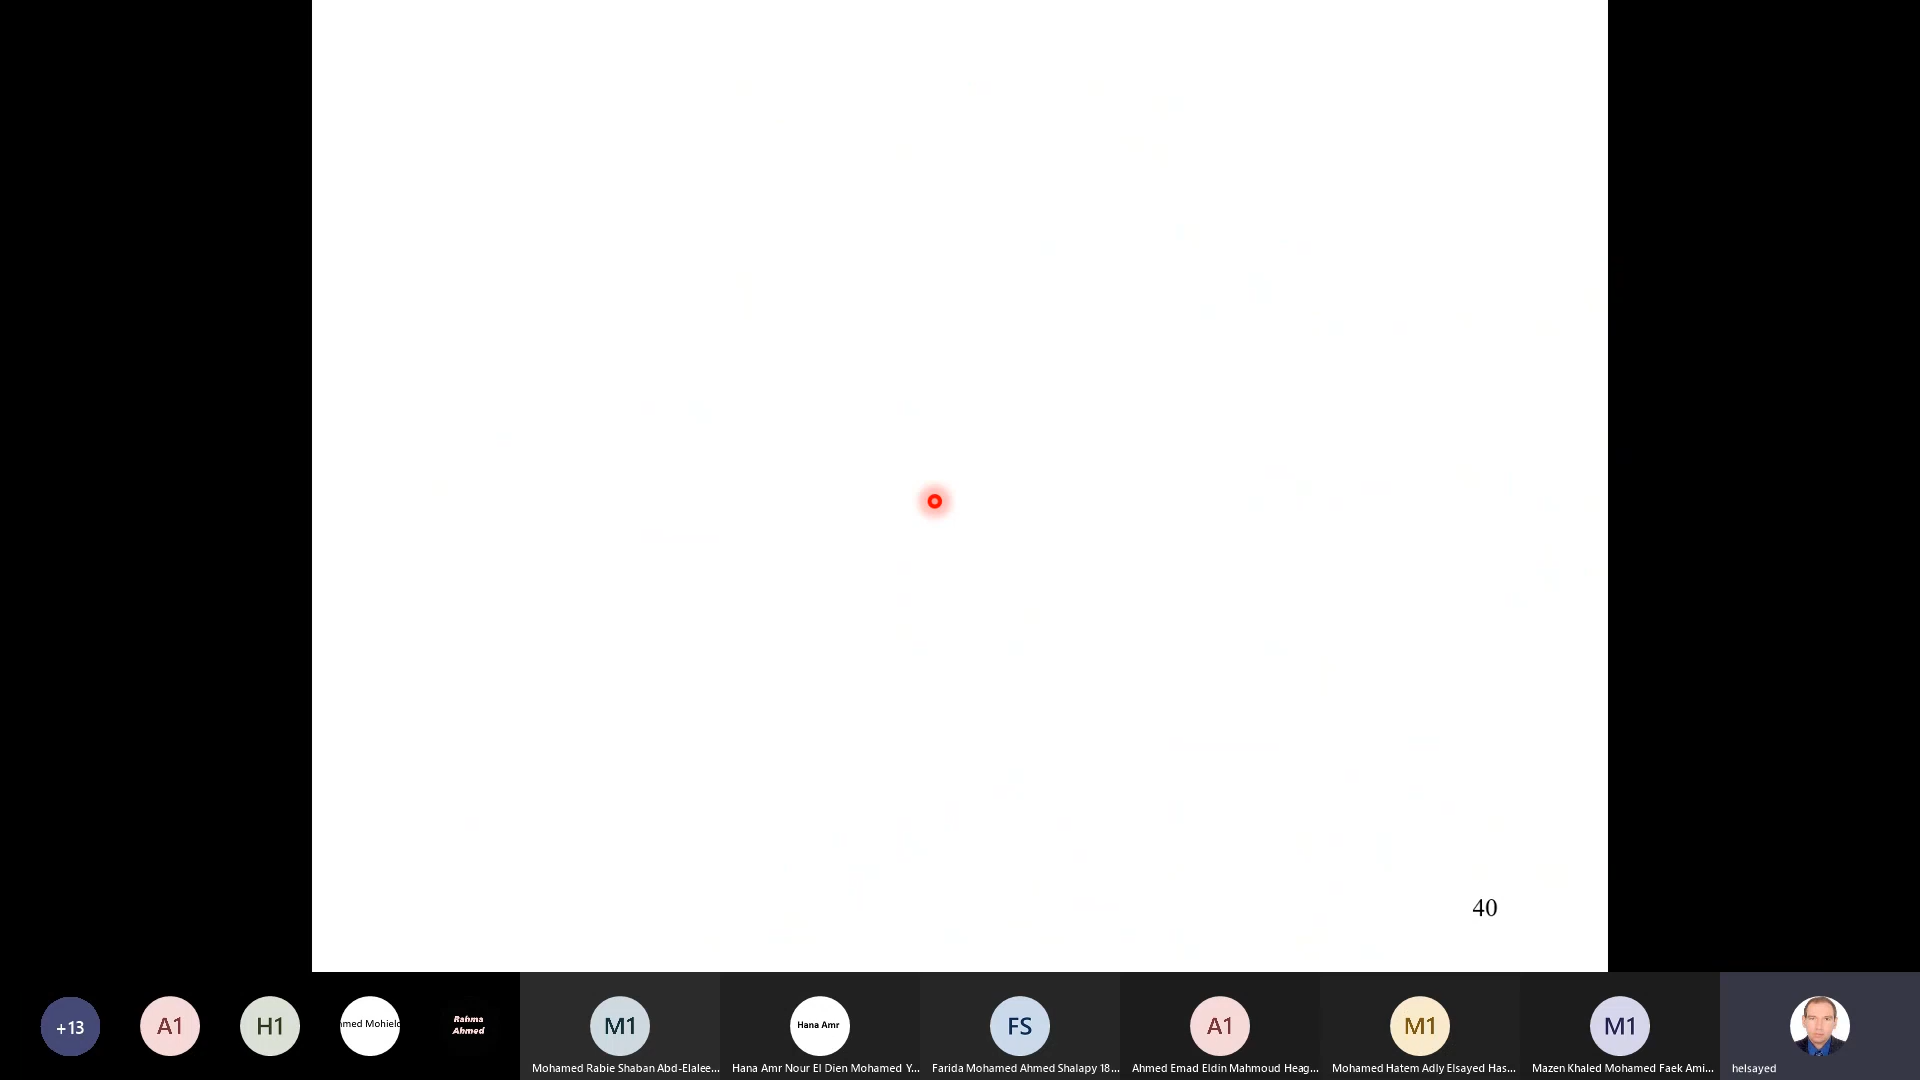 40
+13
A1
H1
hmed Mohield
Rahma
Ahmed
M1
Hana Amr
FS
A1
M1
M1
Mohamed Rabie Shaban Abd-Elalee...
Hana Amr Nour El Dien Mohamed Y...
Farida Mohamed Ahmed Shalapy 18...
Ahmed Emad Eldin Mahmoud Heag...
Mohamed Hatem Adly Elsayed Has...
Mazen Khaled Mohamed Faek Ami...
helsayed